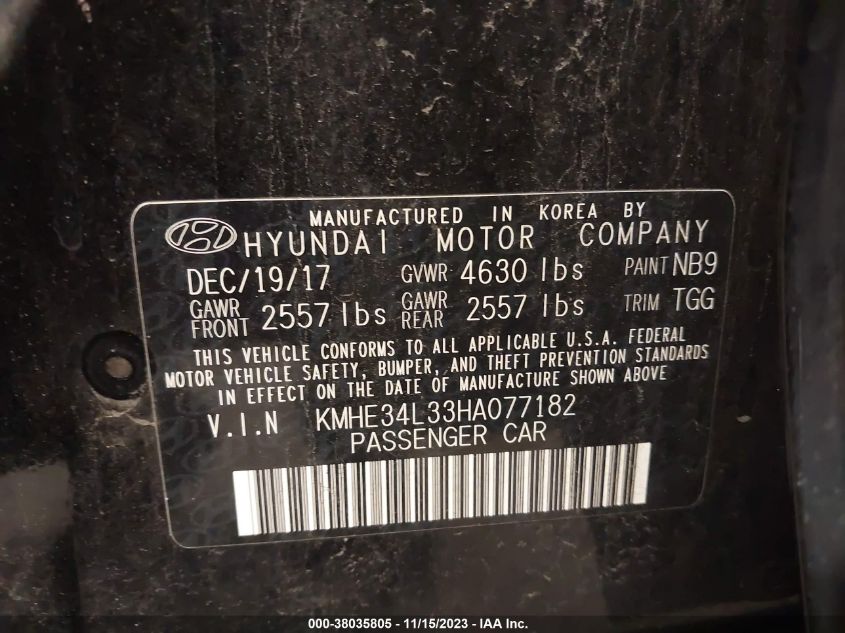 MANUFACTURED IN KOREA BY
HYUNDAI MOTOR COMPANY
DEC/19/17 GVWR 4630 lbs PAINT NB9
GAWR FRONT 2557 lbs GAWR REAR 2557 lbs TRIM TGG
THIS VEHICLE CONFORMS TO ALL APPLICABLE U.S.A. FEDERAL
MOTOR VEHICLE SAFETY, BUMPER, AND THEFT PREVENTION STANDARDS
IN EFFECT ON THE DATE OF MANUFACTURE SHOWN ABOVE
V.I.N KMHE34L33HA077182
PASSENGER CAR
000-38035805 - 11/15/2023 - IAA Inc.